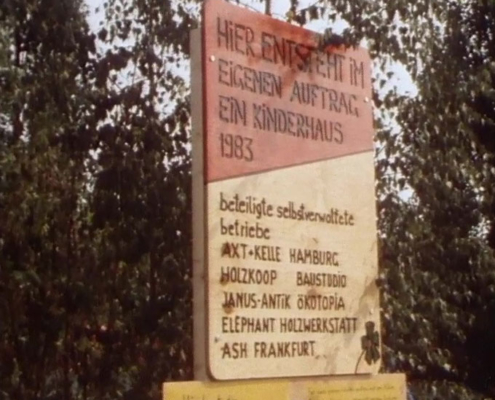 HiER ENTSTEHT iM
EIGENEN AUFTRAG
EIN KINDERHAUS
1983
beteiligte selbstverwaltete
betriebe
AXT+KELLE HAMBURG
HOLZKOOP BAUSTUDIO
JANUS-ANTIK ÖKOTOPIA
ELEPHANT HOLZWERKSTATT
ASH FRANKFURT